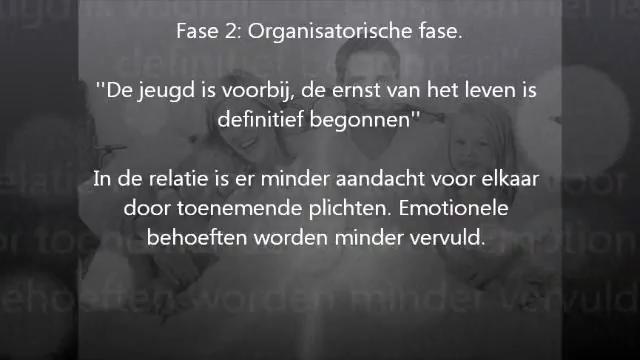 Fase 2: Organisatorische fase.
''De jeugd is voorbij, de ernst van het leven is
definitief begonnen''
In de relatie is er minder aandacht voor elkaar
door toenemende plichten. Emotionele
behoeften worden minder vervuld.